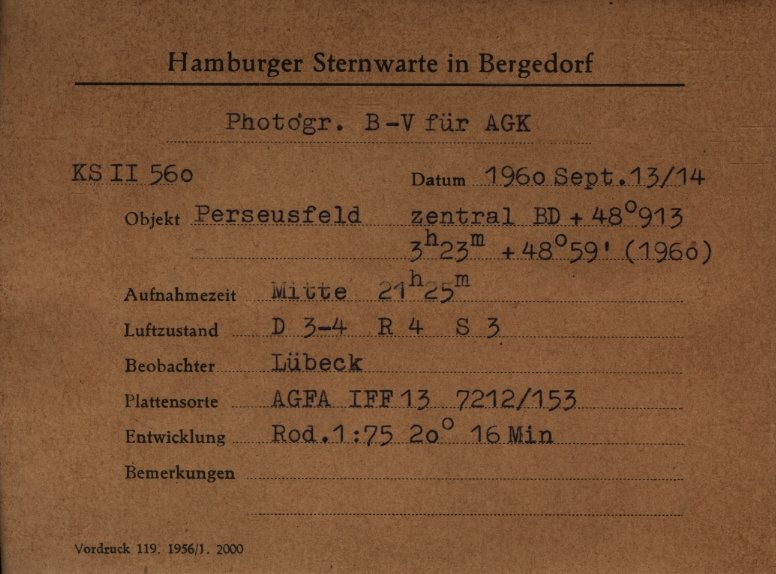 Hamburger Sternwarte in Bergedorf
Photogr. B-V für AGK
KS II 560 Datum 1960 Sept.13/14
Objekt Perseusfeld zentral BD + 48°913
3ʰ23ᵐ +48°59' (1960)
Aufnahmezeit Mitte 21ʰ25ᵐ
Luftzustand D 3-4 R 4 S 3
Beobachter Lübeck
Plattensorte AGFA IFF 13 7212/153
Entwicklung Rod.1:75 20° 16 Min
Bemerkungen
Vordruck 119. 1956/1. 2000